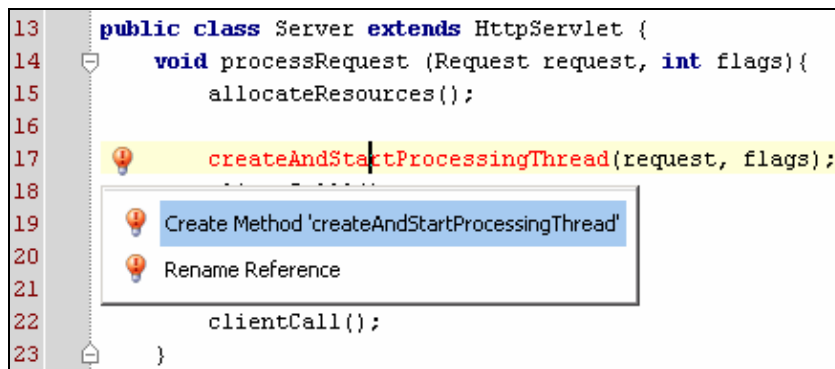 13 public class Server extends HttpServlet {
14 void processRequest (Request request, int flags){
15 allocateResources();
16
17 createAndStartProcessingThread(request, flags);
18
19 Create Method 'createAndStartProcessingThread'
20 Rename Reference
21
22 clientCall();
23 }